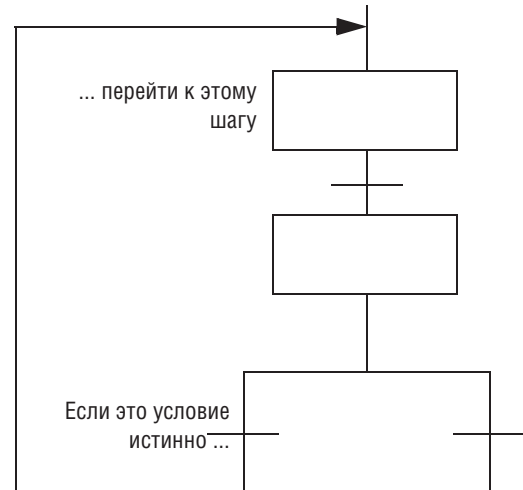 ... перейти к этому
шагу
Если это условие
истинно ...